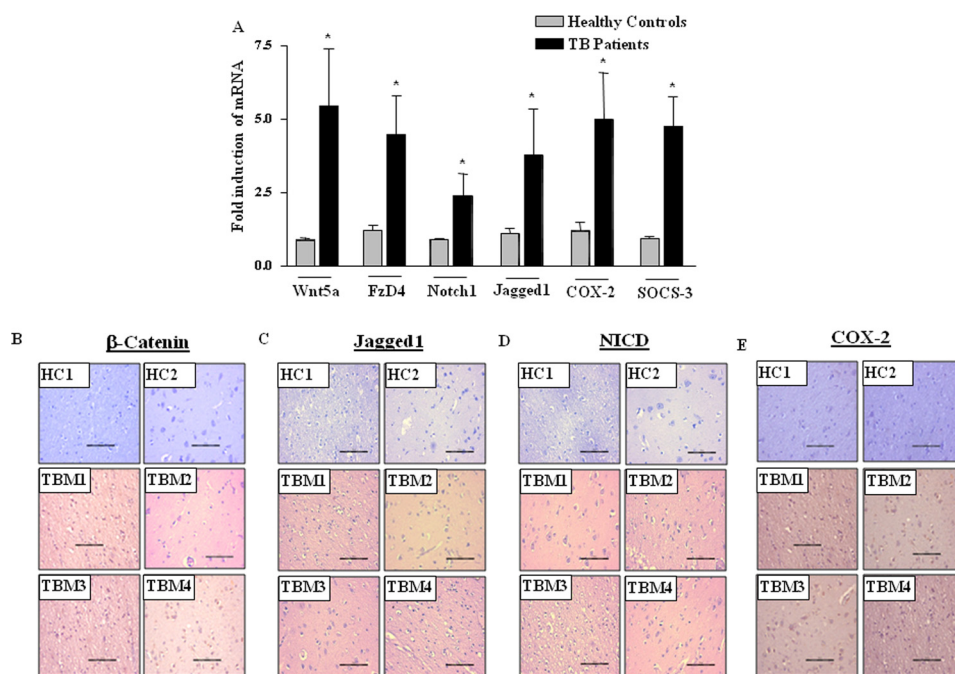 A
Healthy Controls
TB Patients
Fold induction of mRNA
7.5
5.0
2.5
0.0
* * * * * *
Wnt5a FzD4 Notch1 Jagged1 COX-2 SOCS-3
B β-Catenin C Jagged1 D NICD E COX-2
HC1 HC2 HC1 HC2 HC1 HC2 HC1 HC2
TBM1 TBM2 TBM1 TBM2 TBM1 TBM2 TBM1 TBM2
TBM3 TBM4 TBM3 TBM4 TBM3 TBM4 TBM3 TBM4